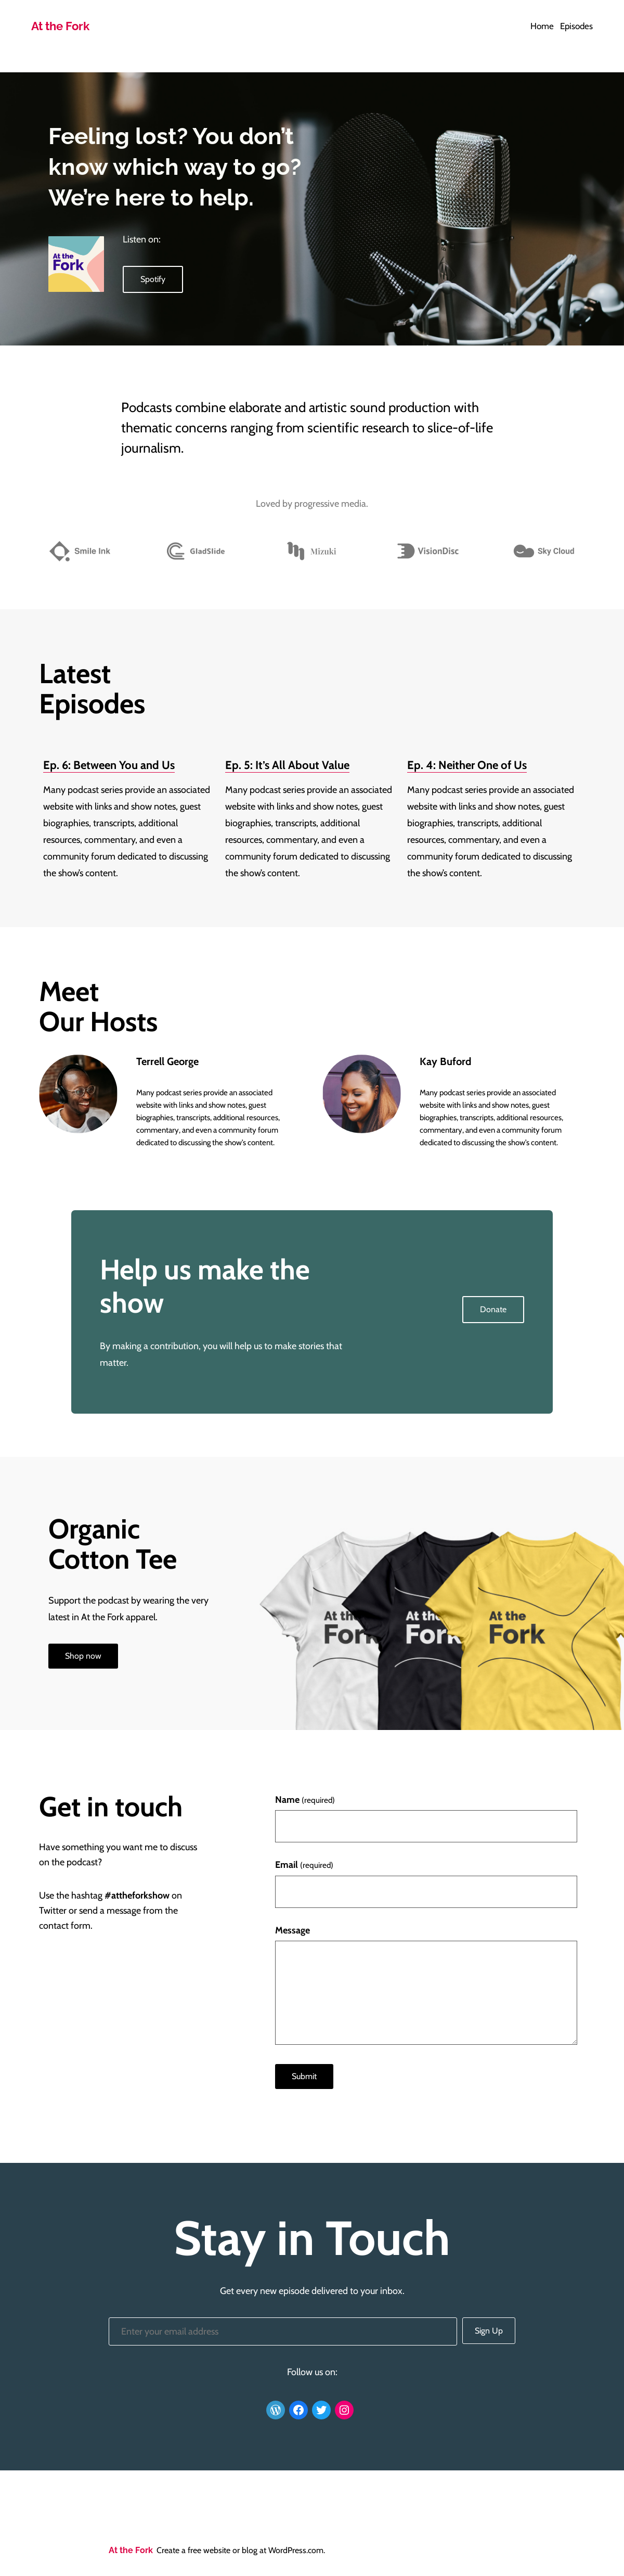 At the Fork
Home Episodes
Feeling lost? You don’t
know which way to go?
We’re here to help.
At the
Fork
Listen on:
Spotify
Podcasts combine elaborate and artistic sound production with
thematic concerns ranging from scientific research to slice-of-life
journalism.
Loved by progressive media.
Smile Ink
GladSlide
Mizuki
VisionDisc
Sky Cloud
Latest
Episodes
Ep. 6: Between You and Us
Many podcast series provide an associated
website with links and show notes, guest
biographies, transcripts, additional
resources, commentary, and even a
community forum dedicated to discussing
the show’s content.
Ep. 5: It’s All About Value
Many podcast series provide an associated
website with links and show notes, guest
biographies, transcripts, additional
resources, commentary, and even a
community forum dedicated to discussing
the show’s content.
Ep. 4: Neither One of Us
Many podcast series provide an associated
website with links and show notes, guest
biographies, transcripts, additional
resources, commentary, and even a
community forum dedicated to discussing
the show’s content.
Meet
Our Hosts
Terrell George
Many podcast series provide an associated
website with links and show notes, guest
biographies, transcripts, additional resources,
commentary, and even a community forum
dedicated to discussing the show’s content.
Kay Buford
Many podcast series provide an associated
website with links and show notes, guest
biographies, transcripts, additional resources,
commentary, and even a community forum
dedicated to discussing the show’s content.
Help us make the
show
By making a contribution, you will help us to make stories that
matter.
Donate
Organic
Cotton Tee
Support the podcast by wearing the very
latest in At the Fork apparel.
Shop now
At the
Fork
At the
Fork
At the
Fork
Get in touch
Have something you want me to discuss
on the podcast?
Use the hashtag #attheforkshow on
Twitter or send a message from the
contact form.
Name (required)
Email (required)
Message
Submit
Stay in Touch
Get every new episode delivered to your inbox.
Enter your email address
Sign Up
Follow us on:
At the Fork Create a free website or blog at WordPress.com.